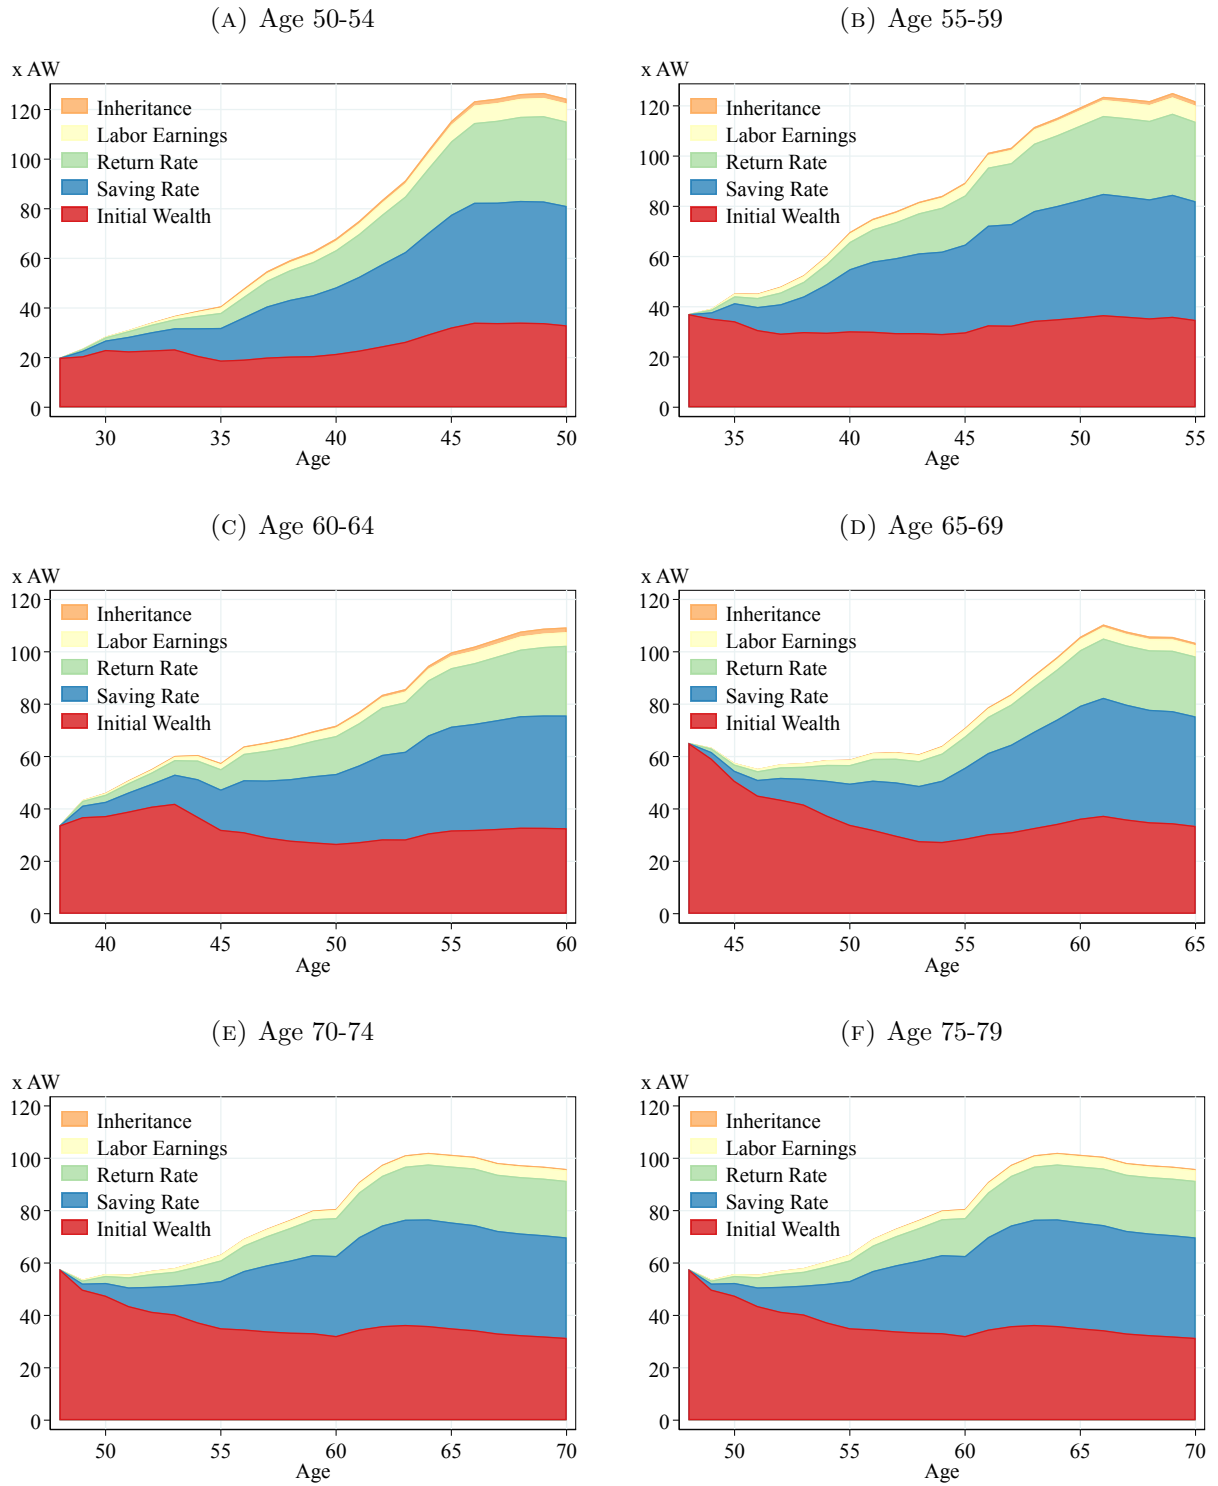 (A) Age 50-54
x AW
Inheritance
Labor Earnings
Return Rate
Saving Rate
Initial Wealth
120
100
80
60
40
20
0
30 35 40 45 50
Age
(B) Age 55-59
x AW
Inheritance
Labor Earnings
Return Rate
Saving Rate
Initial Wealth
120
100
80
60
40
20
0
35 40 45 50 55
Age
(C) Age 60-64
x AW
Inheritance
Labor Earnings
Return Rate
Saving Rate
Initial Wealth
120
100
80
60
40
20
0
40 45 50 55 60
Age
(D) Age 65-69
x AW
Inheritance
Labor Earnings
Return Rate
Saving Rate
Initial Wealth
120
100
80
60
40
20
0
45 50 55 60 65
Age
(E) Age 70-74
x AW
Inheritance
Labor Earnings
Return Rate
Saving Rate
Initial Wealth
120
100
80
60
40
20
0
50 55 60 65 70
Age
(F) Age 75-79
x AW
Inheritance
Labor Earnings
Return Rate
Saving Rate
Initial Wealth
120
100
80
60
40
20
0
50 55 60 65 70
Age